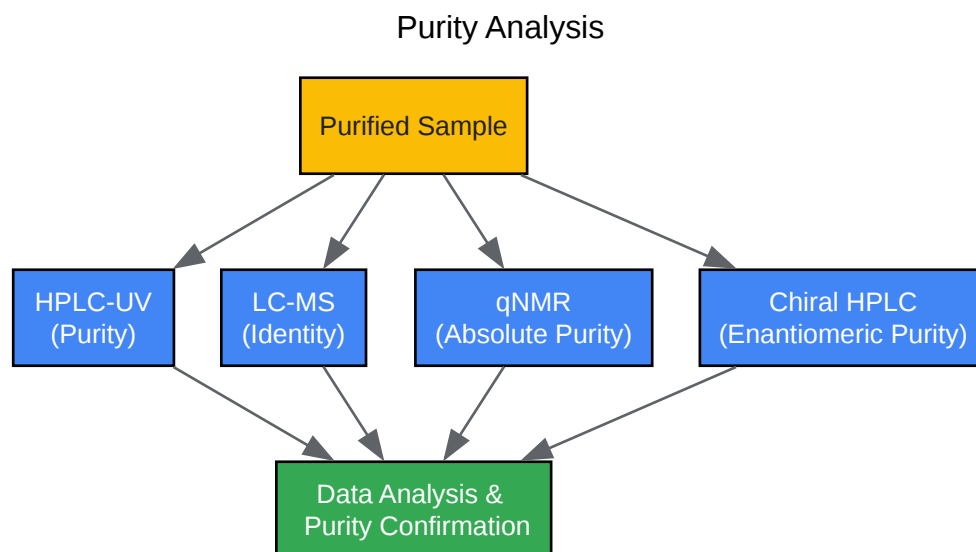 Purity Analysis
Purified Sample
HPLC-UV
(Purity)
LC-MS
(Identity)
qNMR
(Absolute Purity)
Chiral HPLC
(Enantiomeric Purity)
Data Analysis &
Purity Confirmation